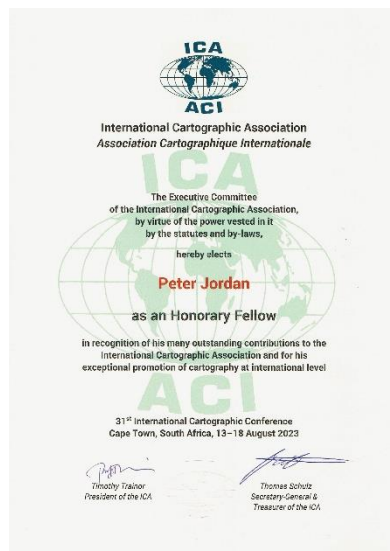 ICA
ACI
International Cartographic Association
Association Cartographique Internationale
ICA
The Executive Committee
of the International Cartographic Association,
by virtue of the power vested in it
by the statutes and by-laws,
hereby elects
Peter Jordan
as an Honorary Fellow
in recognition of his many outstanding contributions to the
International Cartographic Association and for his
exceptional promotion of cartography at international level
ACI
31st International Cartographic Conference
Cape Town, South Africa, 13–18 August 2023
Timothy Trainor
President of the ICA
Thomas Schulz
Secretary-General &
Treasurer of the ICA